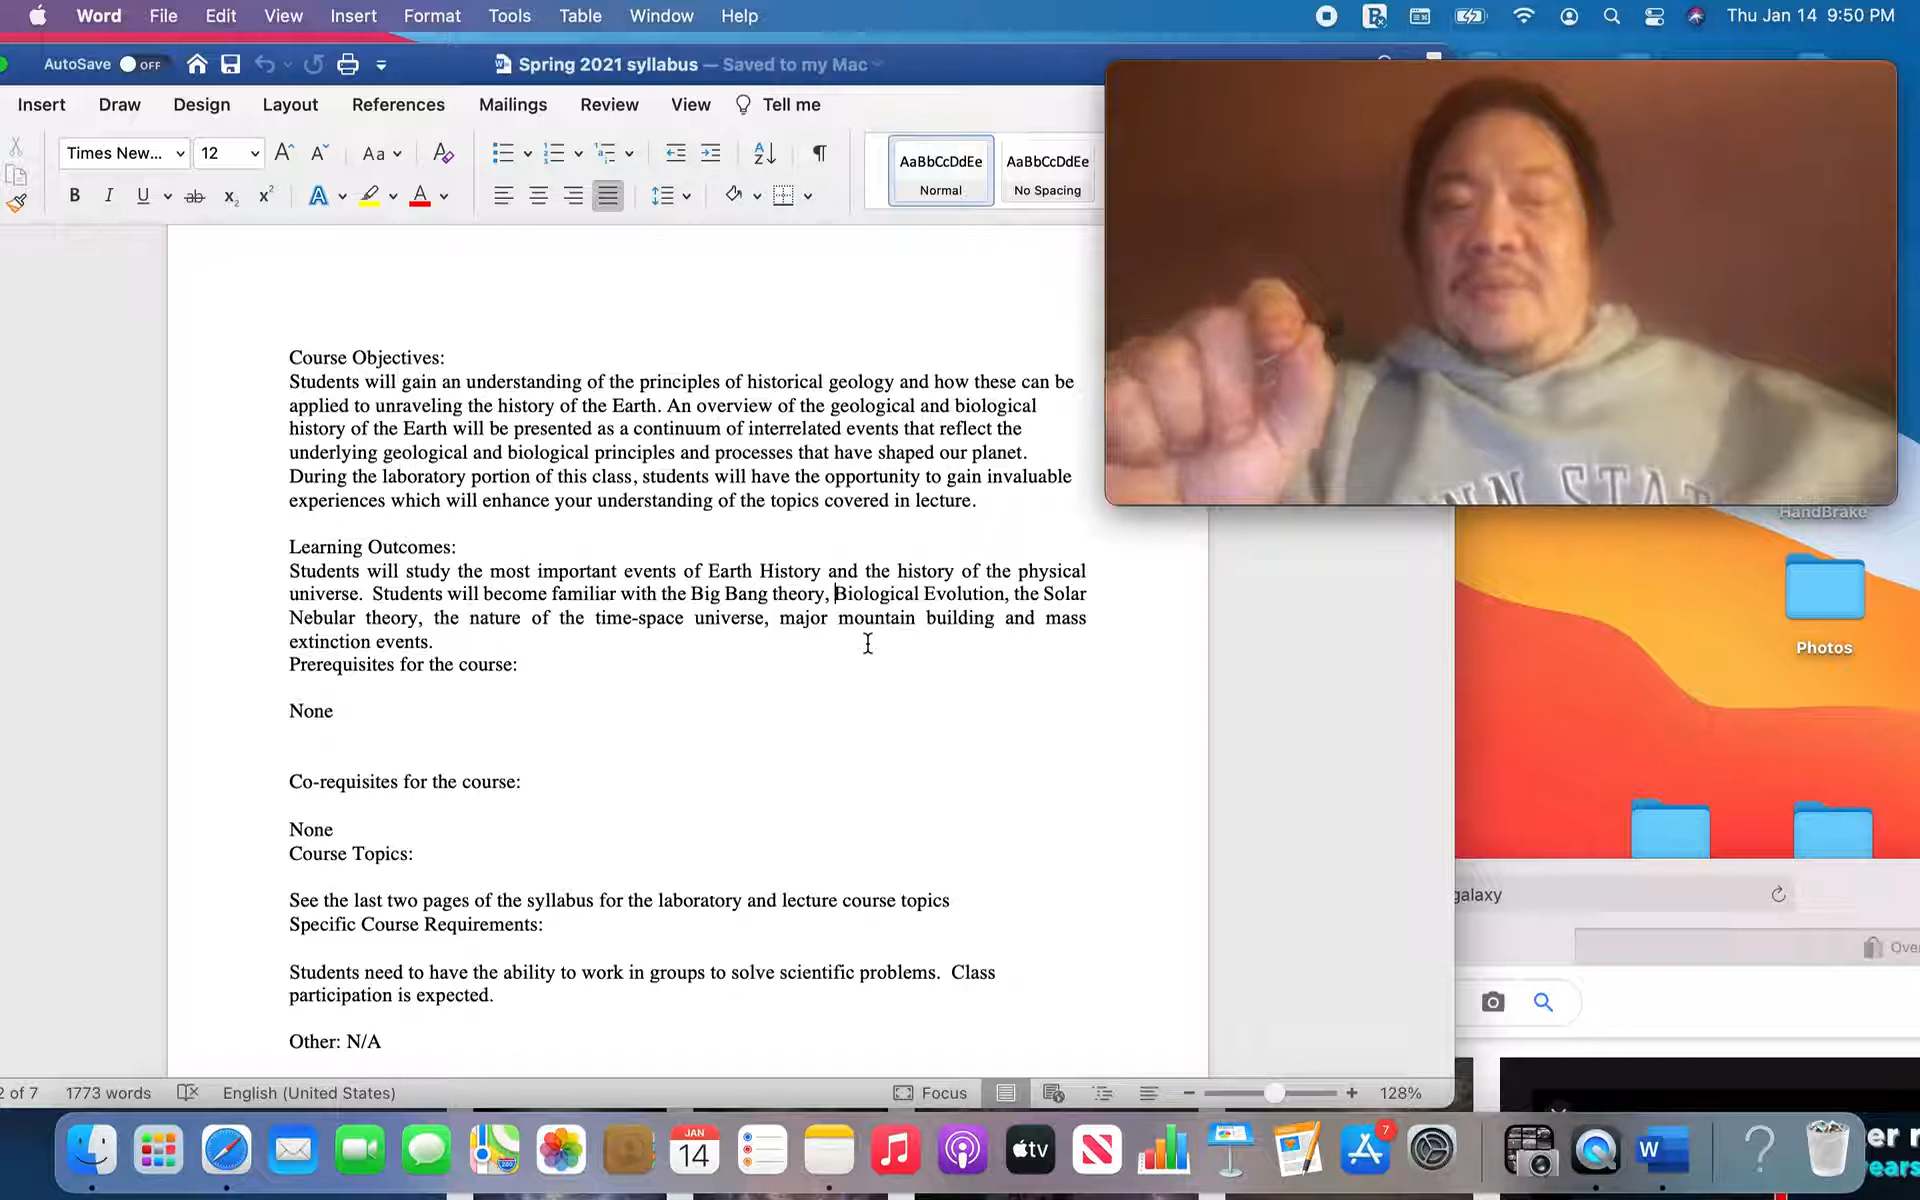 Word File Edit View Insert Format Tools Table Window Help Thu Jan 14 9:50 PM
AutoSave OFF Spring 2021 syllabus — Saved to my Mac
Insert Draw Design Layout References Mailings Review View Tell me
Times New... 12 Aa AaBbCcDdEe AaBbCcDdEe
B I U ab x2 x2 A A Normal No Spacing
Course Objectives:
Students will gain an understanding of the principles of historical geology and how these can be
applied to unraveling the history of the Earth. An overview of the geological and biological
history of the Earth will be presented as a continuum of interrelated events that reflect the
underlying geological and biological principles and processes that have shaped our planet.
During the laboratory portion of this class, students will have the opportunity to gain invaluable
experiences which will enhance your understanding of the topics covered in lecture.
Learning Outcomes:
Students will study the most important events of Earth History and the history of the physical
universe.  Students will become familiar with the Big Bang theory, Biological Evolution, the Solar
Nebular theory, the nature of the time-space universe, major mountain building and mass
extinction events.
Prerequisites for the course:
None
Co-requisites for the course:
None
Course Topics:
See the last two pages of the syllabus for the laboratory and lecture course topics
Specific Course Requirements:
Students need to have the ability to work in groups to solve scientific problems.  Class
participation is expected.
Other: N/A
2 of 7 1773 words English (United States) Focus 128%
NN STAT
HandBrake
Photos
galaxy
Over
JAN
14
tv
7
W
er r
ears